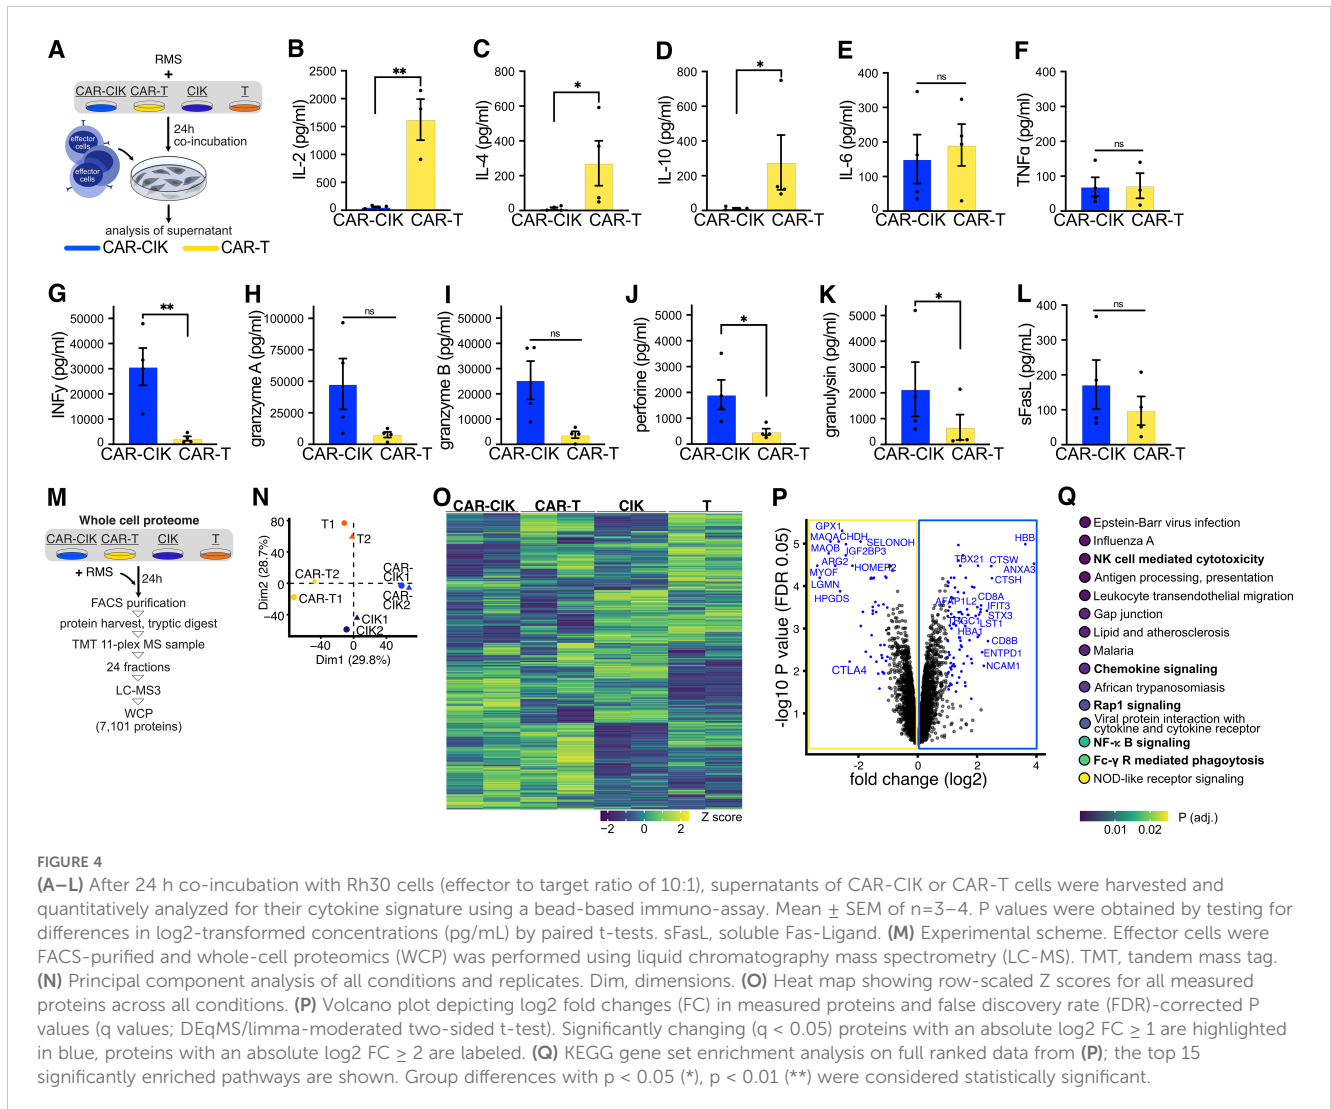 A
RMS
+
CAR-CIK CAR-T CIK T
24h
co-incubation
effector
cells
effector
cells
analysis of supernatant
CAR-CIK CAR-T
B
IL-2 (pg/ml)
2500
2000
1500
1000
500
0
**
CAR-CIK CAR-T
C
IL-4 (pg/ml)
800
600
400
200
0
*
CAR-CIK CAR-T
D
IL-10 (pg/ml)
800
600
400
200
0
*
CAR-CIK CAR-T
E
IL-6 (pg/ml)
400
300
200
100
0
ns
CAR-CIK CAR-T
F
TNFα (pg/ml)
400
300
200
100
0
ns
CAR-CIK CAR-T
G
INFγ (pg/ml)
50000
40000
30000
20000
10000
0
**
CAR-CIK CAR-T
H
granzyme A (pg/ml)
100000
75000
50000
25000
0
ns
CAR-CIK CAR-T
I
granzyme B (pg/ml)
50000
40000
30000
20000
10000
0
ns
CAR-CIK CAR-T
J
perforine (pg/ml)
5000
4000
3000
2000
1000
0
*
CAR-CIK CAR-T
K
granulysin (pg/ml)
5000
4000
3000
2000
1000
0
*
CAR-CIK CAR-T
L
sFasL (pg/mL)
400
300
200
100
0
ns
CAR-CIK CAR-T
M
Whole cell proteome
CAR-CIK CAR-T CIK T
+ RMS
24h
FACS purification
protein harvest, tryptic digest
TMT 11-plex MS sample
24 fractions
LC-MS3
WCP
(7,101 proteins)
N
Dim2 (28.7%)
80
40
0
−40
T1
T2
CAR-T2
CAR-T1
CAR-
CIK1
CAR-
CIK2
CIK1
CIK2
−40 0 40
Dim1 (29.8%)
O
CAR-CIK CAR-T CIK T
−2 0 2 Z score
P
-log10 P value (FDR 0.05)
5
4
3
2
1
GPX1
MAOACHDH
MAOB
SELONOH
IGF2BP3
ARG2
HOMER2
MYOF
LGMN
HPGDS
CTLA4
HBB
TBX21
CTSW
ANXA3
CTSH
CD8A
AFAP1L2
IFIT3
STX3
TRGC1
LST1
HBA1
CD8B
ENTPD1
NCAM1
-2 0 2 4
fold change (log2)
Q
Epstein-Barr virus infection
Influenza A
NK cell mediated cytotoxicity
Antigen processing, presentation
Leukocyte transendothelial migration
Gap junction
Lipid and atherosclerosis
Malaria
Chemokine signaling
African trypanosomiasis
Rap1 signaling
Viral protein interaction with
cytokine and cytokine receptor
NF-κ B signaling
Fc-γ R mediated phagoytosis
NOD-like receptor signaling
P (adj.)
0.01 0.02
FIGURE 4
(A–L) After 24 h co-incubation with Rh30 cells (effector to target ratio of 10:1), supernatants of CAR-CIK or CAR-T cells were harvested and
quantitatively analyzed for their cytokine signature using a bead-based immuno-assay. Mean ± SEM of n=3–4. P values were obtained by testing for
differences in log2-transformed concentrations (pg/mL) by paired t-tests. sFasL, soluble Fas-Ligand. (M) Experimental scheme. Effector cells were
FACS-purified and whole-cell proteomics (WCP) was performed using liquid chromatography mass spectrometry (LC-MS). TMT, tandem mass tag.
(N) Principal component analysis of all conditions and replicates. Dim, dimensions. (O) Heat map showing row-scaled Z scores for all measured
proteins across all conditions. (P) Volcano plot depicting log2 fold changes (FC) in measured proteins and false discovery rate (FDR)-corrected P
values (q values; DEqMS/limma-moderated two-sided t-test). Significantly changing (q < 0.05) proteins with an absolute log2 FC ≥ 1 are highlighted
in blue, proteins with an absolute log2 FC ≥ 2 are labeled. (Q) KEGG gene set enrichment analysis on full ranked data from (P); the top 15
significantly enriched pathways are shown. Group differences with p < 0.05 (*), p < 0.01 (**) were considered statistically significant.